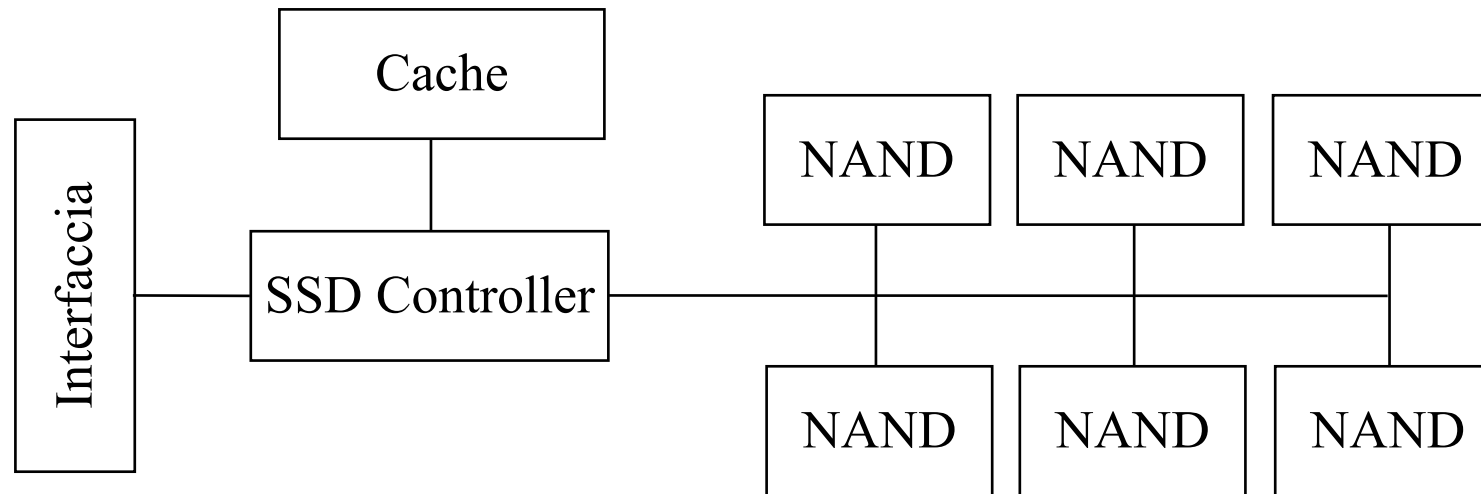 Cache
Interfaccia
SSD Controller
NAND
NAND
NAND
NAND
NAND
NAND